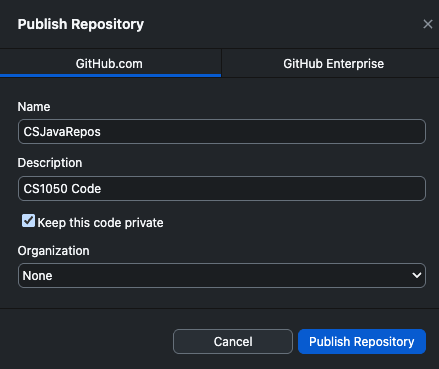 Publish Repository
GitHub.com
GitHub Enterprise
Name
CSJavaRepos
Description
CS1050 Code
Keep this code private
Organization
None
Cancel
Publish Repository